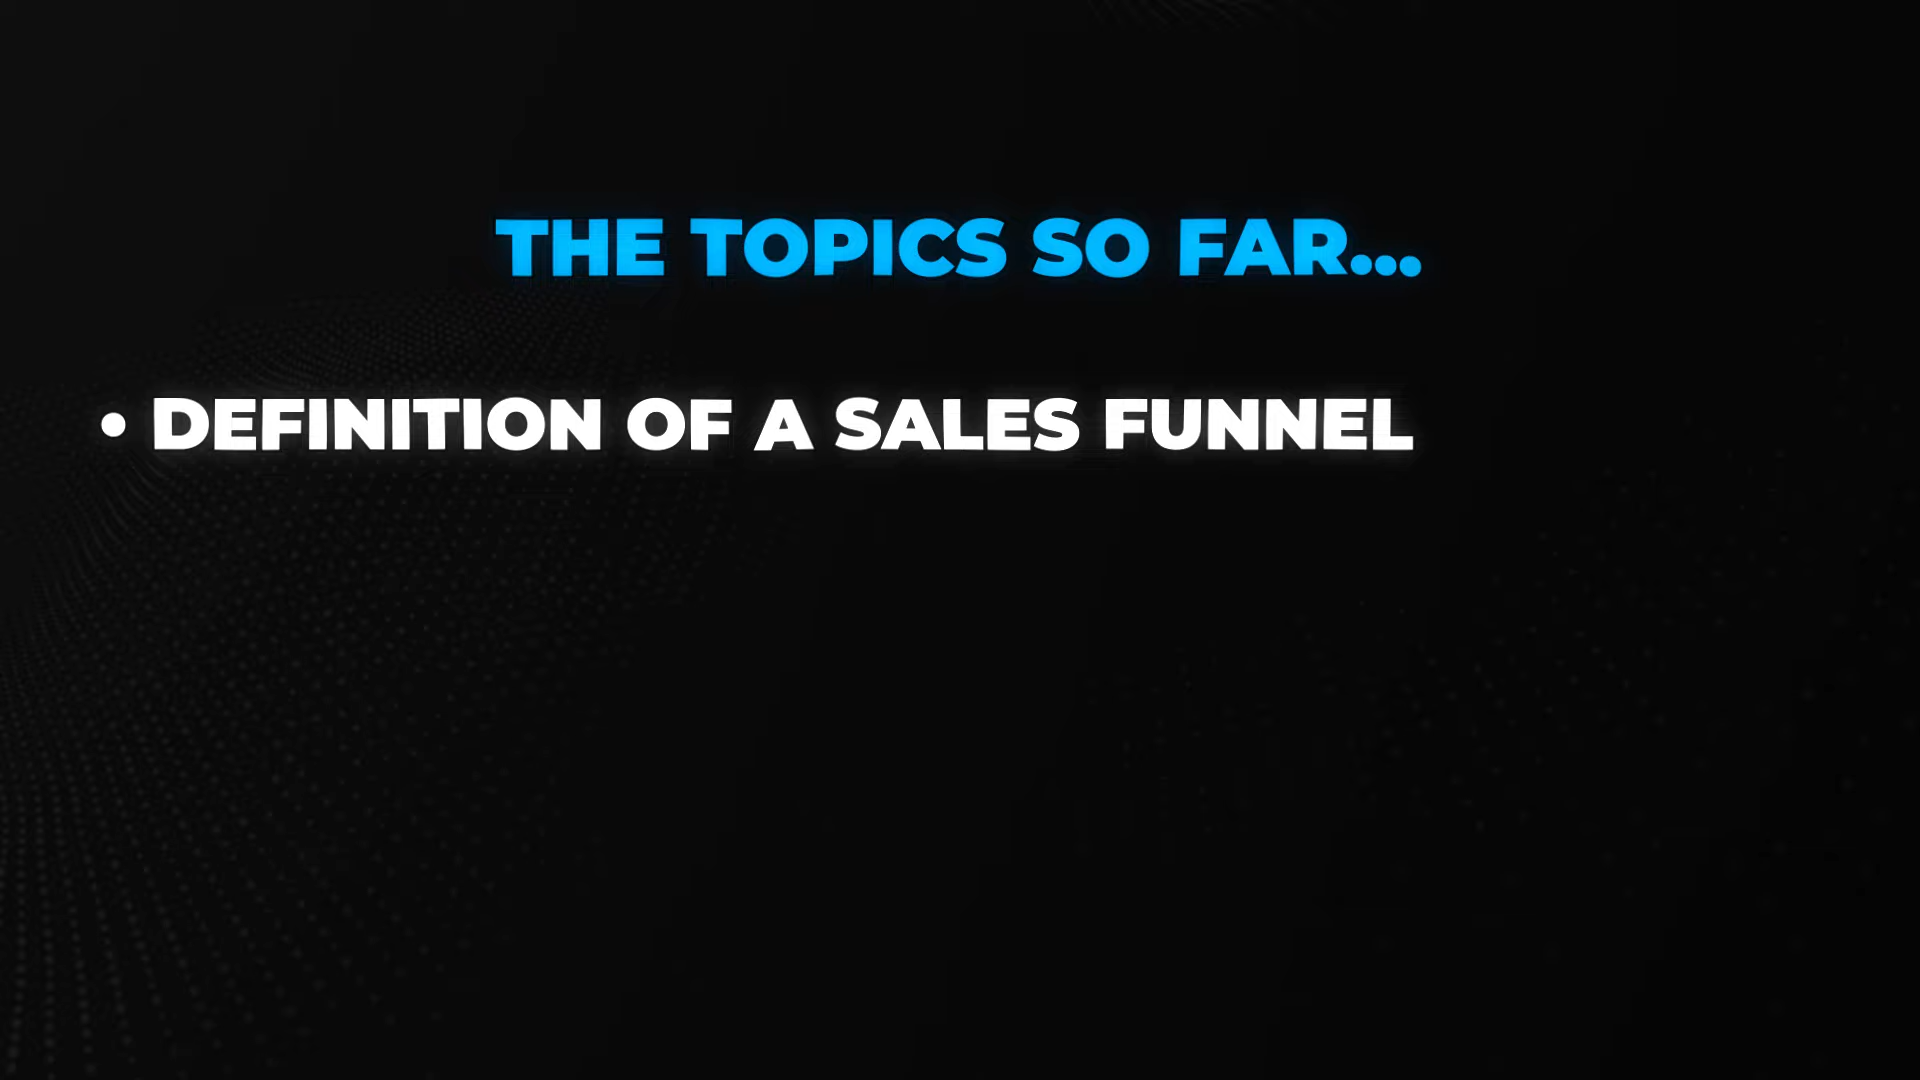 THE TOPICS SO FAR...
• DEFINITION OF A SALES FUNNEL